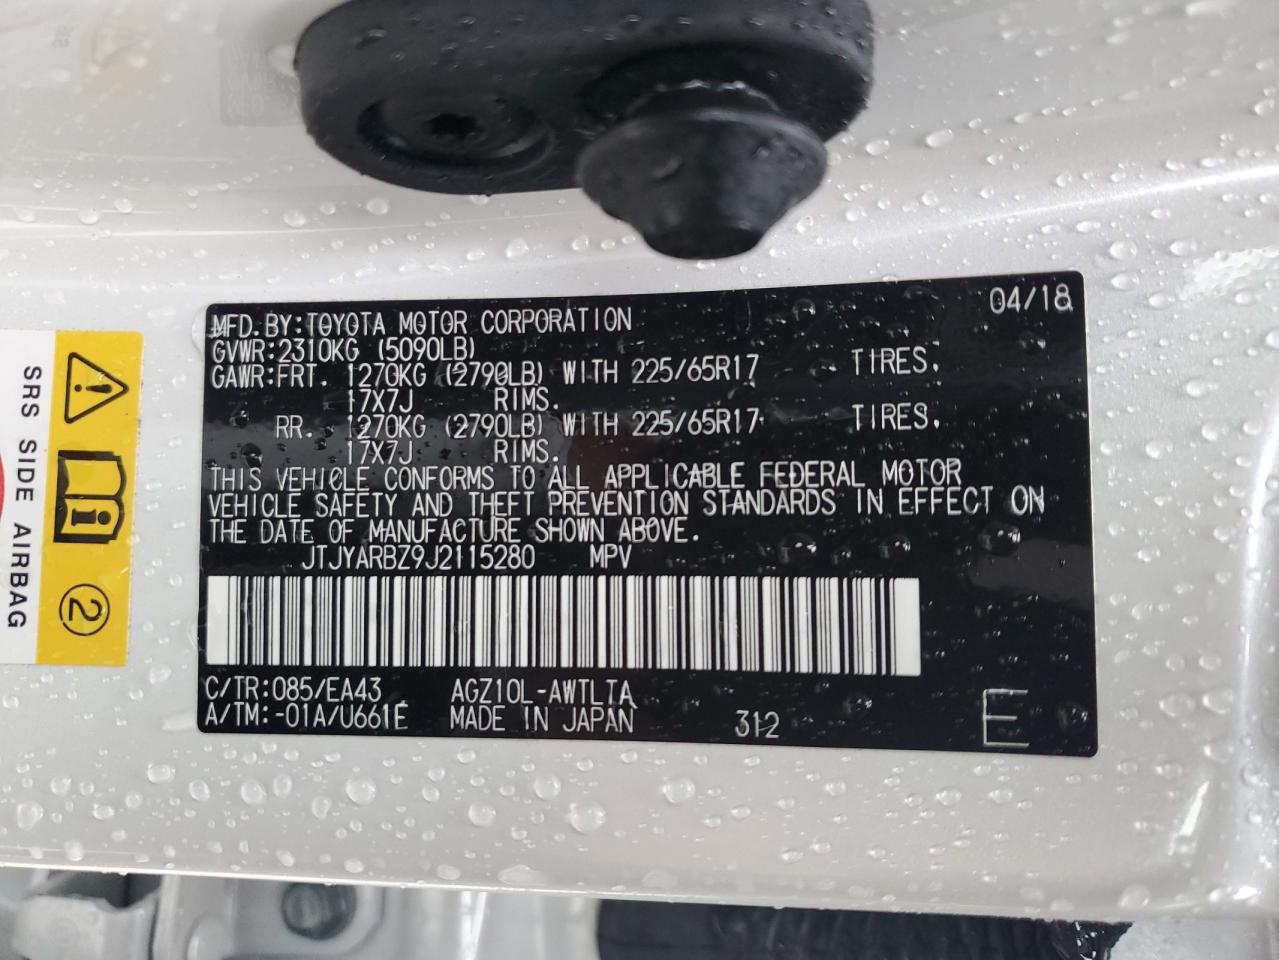 04/18
MFD.BY:TOYOTA MOTOR CORPORATION
GVWR:2310KG (5090LB)
GAWR:FRT. 1270KG (2790LB) WITH 225/65R17 TIRES,
17X7J RIMS.
RR. 1270KG (2790LB) WITH 225/65R17 TIRES,
17X7J RIMS.
THIS VEHICLE CONFORMS TO ALL APPLICABLE FEDERAL MOTOR
VEHICLE SAFETY AND THEFT PREVENTION STANDARDS IN EFFECT ON
THE DATE OF MANUFACTURE SHOWN ABOVE.
JTJYARBZ9J2115280 MPV
C/TR:085/EA43 AGZ10L-AWTLTA
A/TM:-01A/U661E MADE IN JAPAN 312 E
SRS SIDE AIRBAG
2